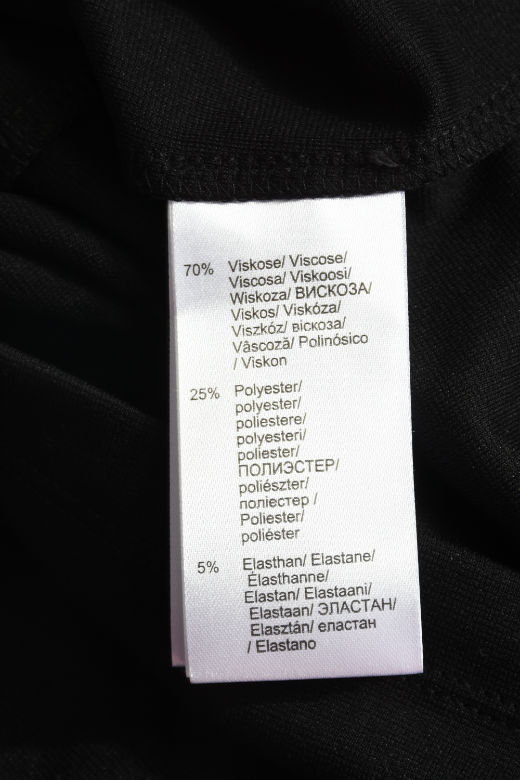 70% Viskose/ Viscose/
Viscosa/ Viskoosi/
Wiskoza/ ВИСКОЗА/
Viskos/ Viskóza/
Viszkóz/ віскоза/
Vâscoză/ Polinósico
/ Viskon
25% Polyester/
polyester/
poliestere/
polyesteri/
poliester/
ПОЛИЭСТЕР/
poliészter/
поліестер /
Poliester/
poliéster
5% Elasthan/ Elastane/
Élasthanne/
Elastan/ Elastaani/
Elastaan/ ЭЛАСТАН/
Elasztán/ еластан
/ Elastano